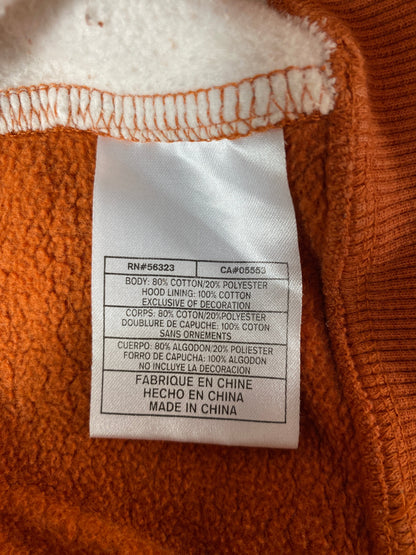 RN#56323 CA#05553
BODY: 80% COTTON/20% POLYESTER
HOOD LINING: 100% COTTON
EXCLUSIVE OF DECORATION
CORPS: 80% COTON/20%POLYESTER
DOUBLURE DE CAPUCHE: 100% COTON
SANS ORNEMENTS
CUERPO: 80% ALGODON/20% POLIESTER
FORRO DE CAPUCHA: 100% ALGODON
NO INCLUYE LA DECORACION
FABRIQUE EN CHINE
HECHO EN CHINA
MADE IN CHINA